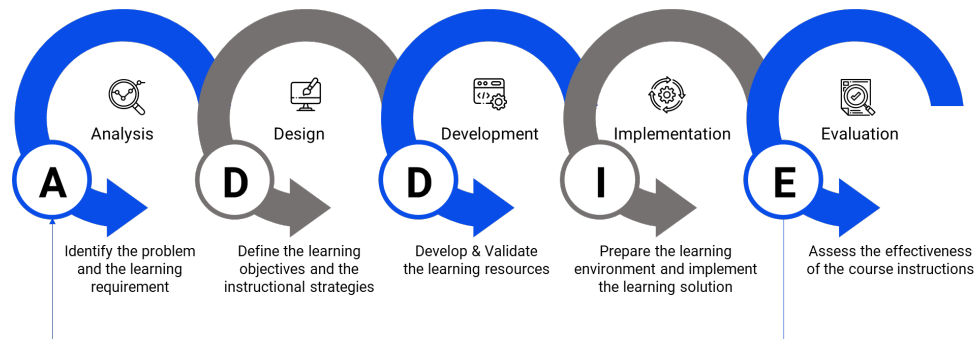 Analysis
A
Identify the problem
and the learning
requirement
Design
D
Define the learning
objectives and the
instructional strategies
Development
D
Develop & Validate
the learning resources
Implementation
I
Prepare the learning
environment and implement
the learning solution
Evaluation
E
Assess the effectiveness
of the course instructions